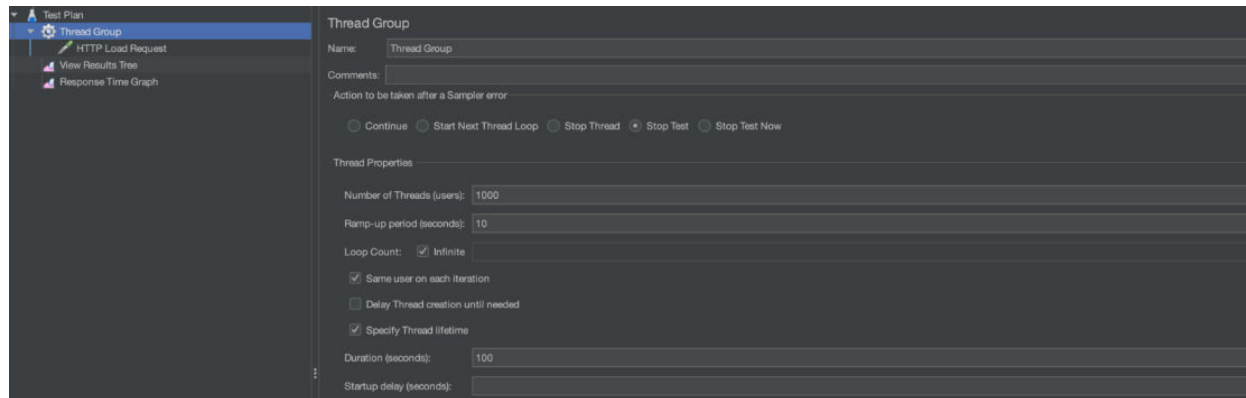 Test Plan
Thread Group
HTTP Load Request
View Results Tree
Response Time Graph
Thread Group
Name: Thread Group
Comments:
Action to be taken after a Sampler error
Continue Start Next Thread Loop Stop Thread Stop Test Stop Test Now
Thread Properties
Number of Threads (users): 1000
Ramp-up period (seconds): 10
Loop Count: Infinite
Same user on each iteration
Delay Thread creation until needed
Specify Thread lifetime
Duration (seconds): 100
Startup delay (seconds):